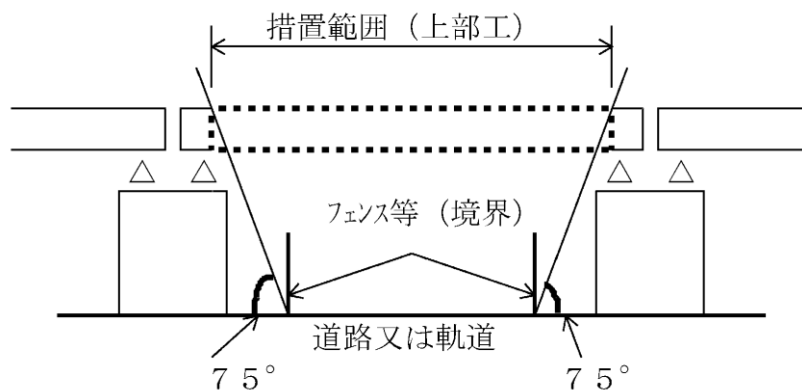 措置範囲（上部工）
フェンス等（境界）
道路又は軌道
７５°
７５°